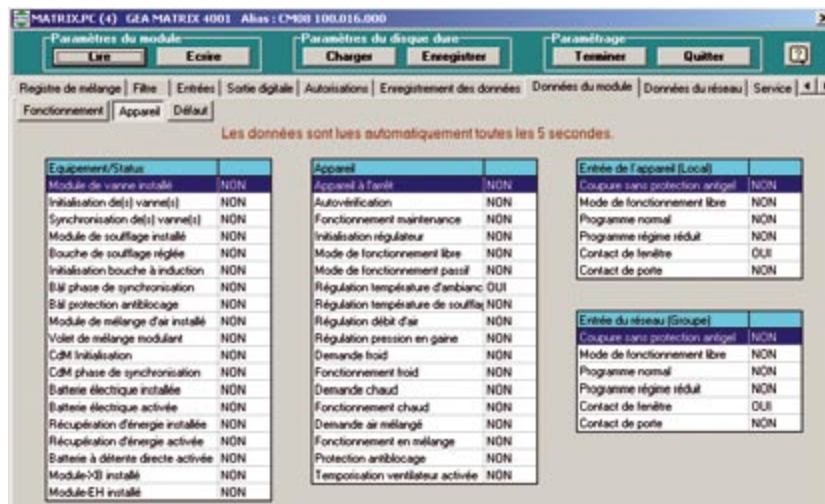 MATRIX.PC (4) GEA MATRIX 4001 Alias : CM08 100.016.000
Paramètres du module Paramètres du disque dure Paramètrage
Lire Ecrire Charger Enregistrer Terminer Quitter
Registre de mélange Filtre Entrées Sortie digitale Autorisations Enregistrement des données Données du module Données du réseau Service
Fonctionnement Appareil Défaut
Les données sont lues automatiquement toutes les 5 secondes.
Equipement/Status
Module de vanne installé NON
Initialisation de(s) vanne(s) NON
Synchronisation de(s) vanne(s) NON
Module de soufflage installé NON
Bouche de soufflage réglée NON
Initialisation bouche à induction NON
Bàl phase de synchronisation NON
Bàl protection antiblocage NON
Module de mélange d'air installé NON
Volet de mélange modulant NON
CdM Initialisation NON
CdM phase de synchronisation NON
Batterie électrique installée NON
Batterie électrique activée NON
Récupération d'énergie installée NON
Récupération d'énergie activée NON
Batterie à détente directe activée NON
Module-XB installé NON
Module-EH installé NON
Appareil
Appareil à l'arrêt NON
Autovérification NON
Fonctionnement maintenance NON
Initialisation régulateur NON
Mode de fonctionnement libre NON
Mode de fonctionnement passif NON
Régulation température d'ambianc OUI
Régulation température de souffla NON
Régulation débit d'air NON
Régulation pression en gaine NON
Demande froid NON
Fonctionnement froid NON
Demande chaud NON
Fonctionnement chaud NON
Demande air mélangé NON
Fonctionnement en mélange NON
Protection antiblocage NON
Temporisation ventilateur activée NON
Entrée de l'appareil (Local)
Coupure sans protection antigel NON
Mode de fonctionnement libre NON
Programme normal NON
Programme régime réduit NON
Contact de fenêtre OUI
Contact de porte NON
Entrée du réseau (Groupe)
Coupure sans protection antigel NON
Mode de fonctionnement libre NON
Programme normal NON
Programme régime réduit NON
Contact de fenêtre OUI
Contact de porte NON